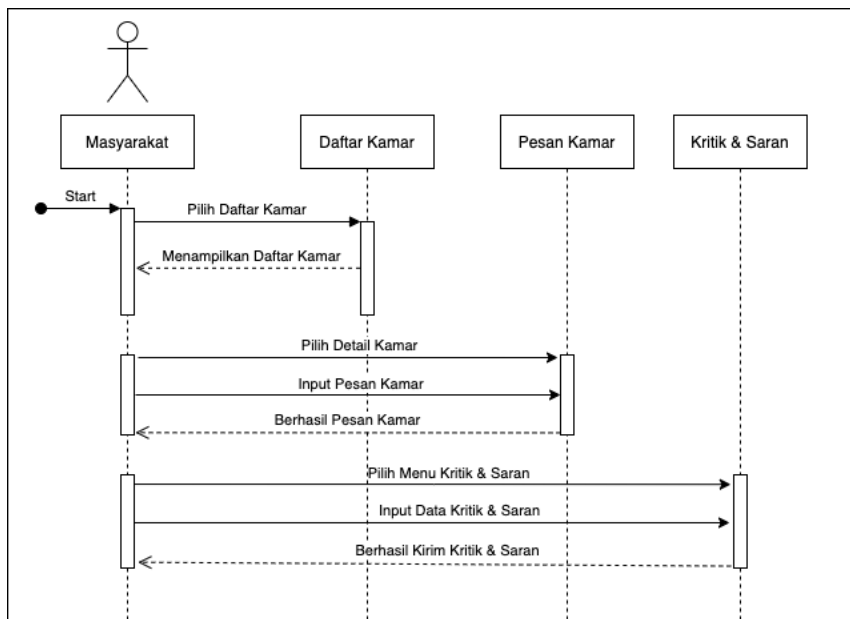 Masyarakat
Daftar Kamar
Pesan Kamar
Kritik & Saran
Start
Pilih Daftar Kamar
Menampilkan Daftar Kamar
Pilih Detail Kamar
Input Pesan Kamar
Berhasil Pesan Kamar
Pilih Menu Kritik & Saran
Input Data Kritik & Saran
Berhasil Kirim Kritik & Saran